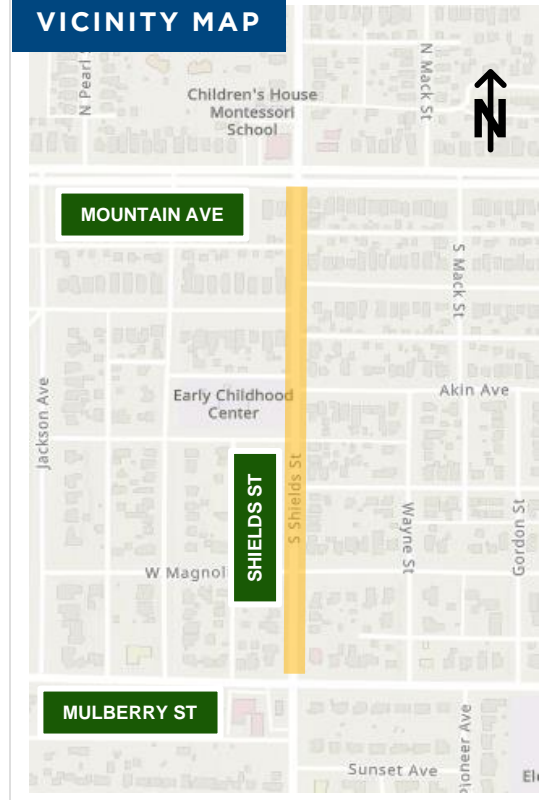 VICINITY MAP
N Pearl S
N Mack St
Children's House
Montessori
School
N
MOUNTAIN AVE
S Mack St
Jackson Ave
Early Childhood
Center
Akin Ave
SHIELDS ST
S Shields St
Wayne St
Gordon St
W Magnol
MULBERRY ST
Pioneer Ave
Sunset Ave
Ele